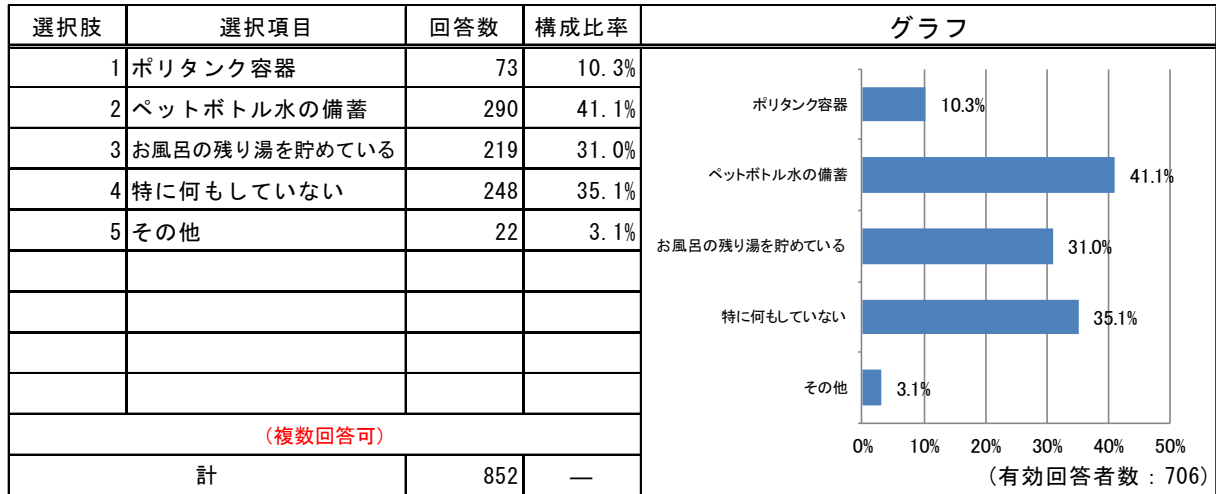 選択肢 選択項目 回答数 構成比率 グラフ
1 ポリタンク容器 73 10.3%
2 ペットボトル水の備蓄 290 41.1%
3 お風呂の残り湯を貯めている 219 31.0%
4 特に何もしていない 248 35.1%
5 その他 22 3.1%
(複数回答可)
計 852 ―
ポリタンク容器 10.3%
ペットボトル水の備蓄 41.1%
お風呂の残り湯を貯めている 31.0%
特に何もしていない 35.1%
その他 3.1%
0% 10% 20% 30% 40% 50%
(有効回答者数：706)